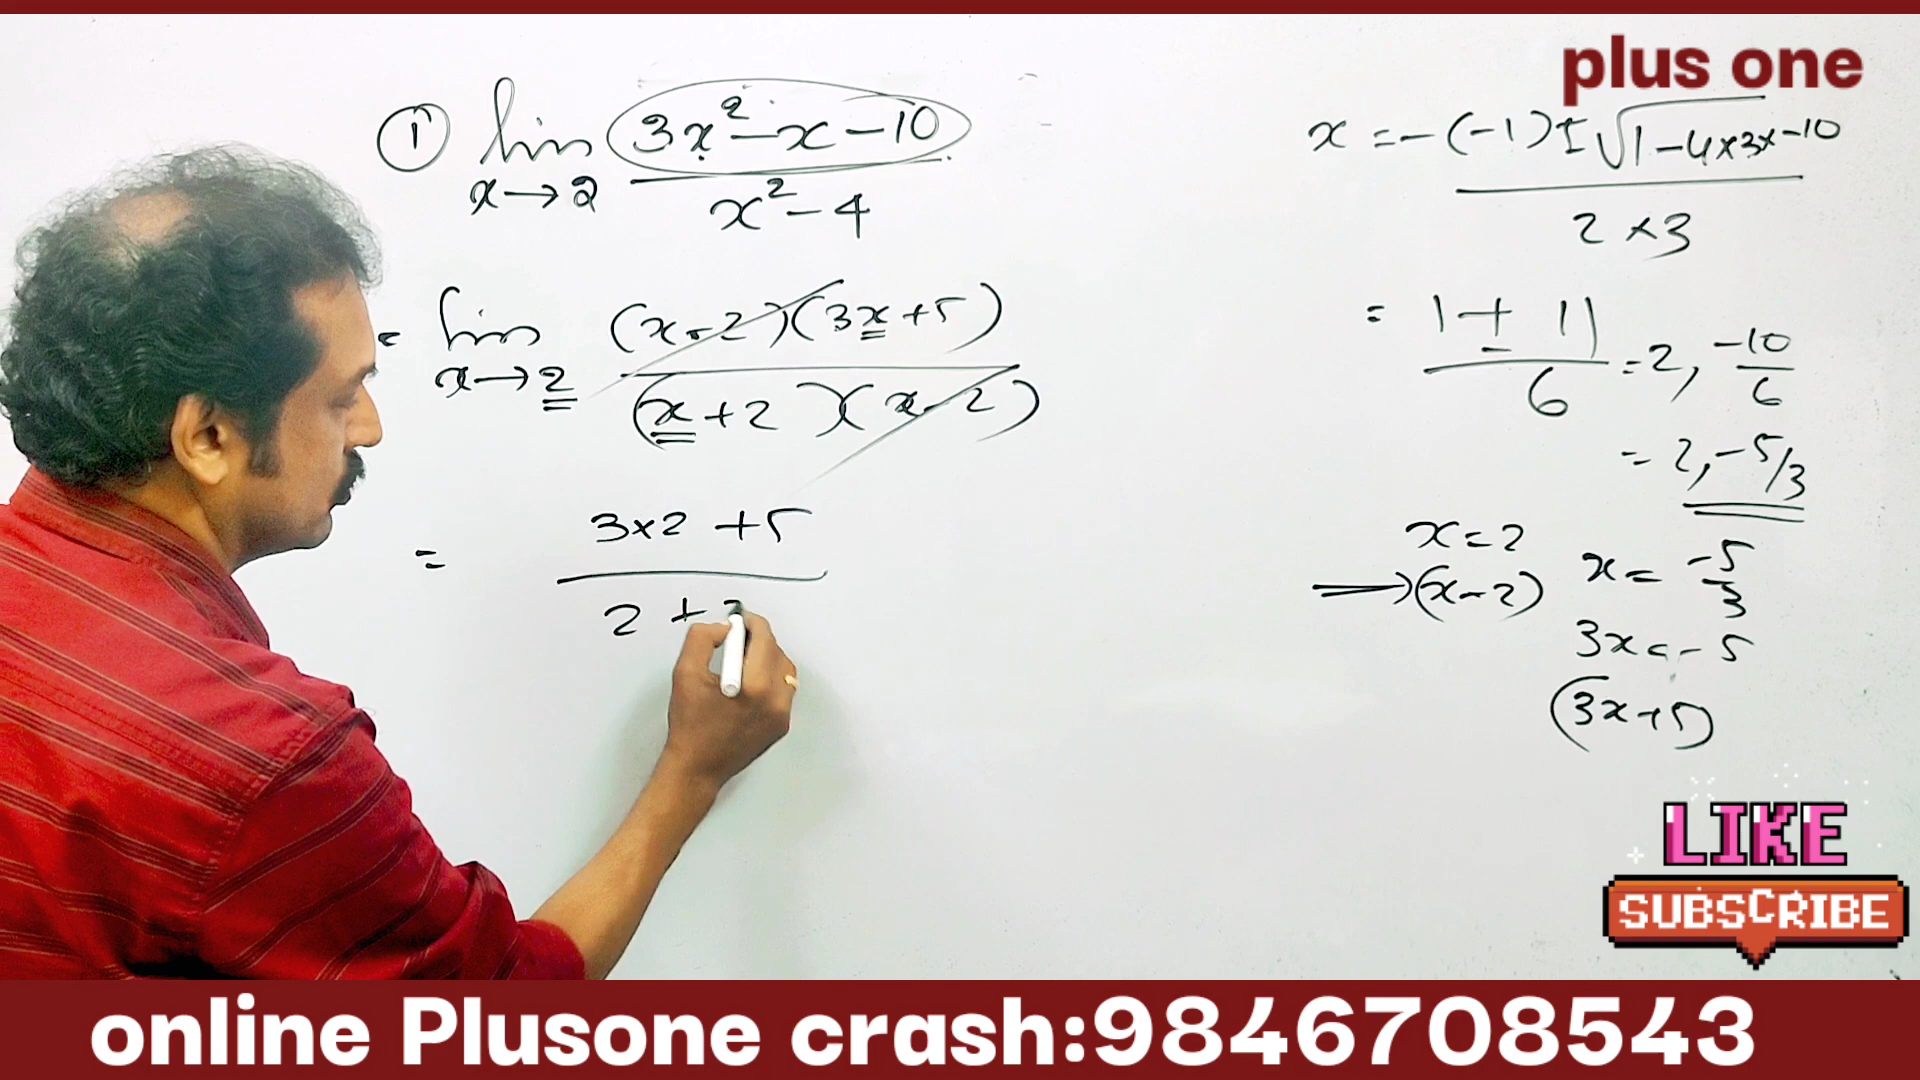 plus one
① lim 3x² - x - 10
x→2 x² - 4
= lim (x-2)(3x+5)
x→2 (x+2)(x-2)
= 3×2 + 5
2 +
x = -(-1) ± √1-4×3×-10
2 × 3
= 1 ± 11
6
= 2, -10
6
= 2, -5/3
x = 2
⟹ (x-2)
x = -5
3
3x = -5
(3x+5)
LIKE
SUBSCRIBE
online Plusone crash:9846708543